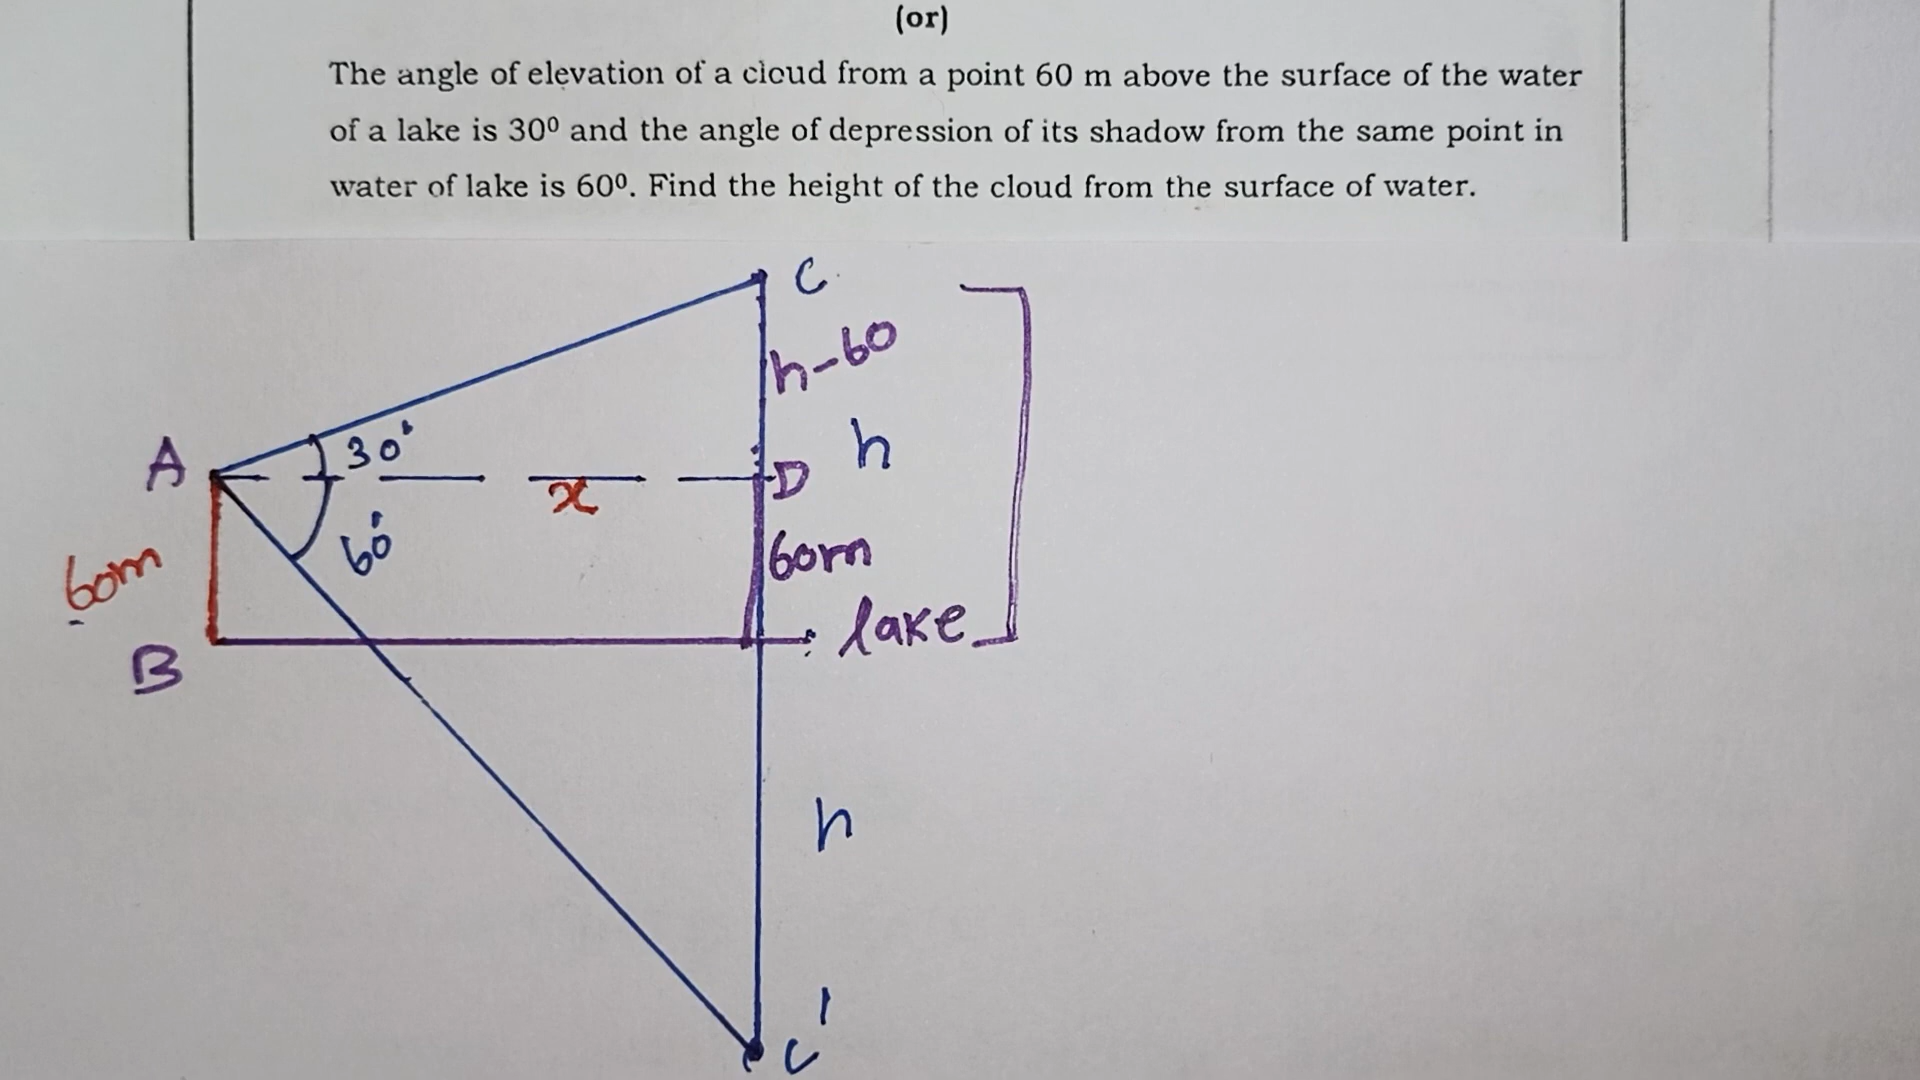 (or)
The angle of elevation of a cloud from a point 60 m above the surface of the water
of a lake is 30⁰ and the angle of depression of its shadow from the same point in
water of lake is 60⁰. Find the height of the cloud from the surface of water.
C
h-60
h
A
30°
D
x
60°
60m
60m
lake
B
h
C'